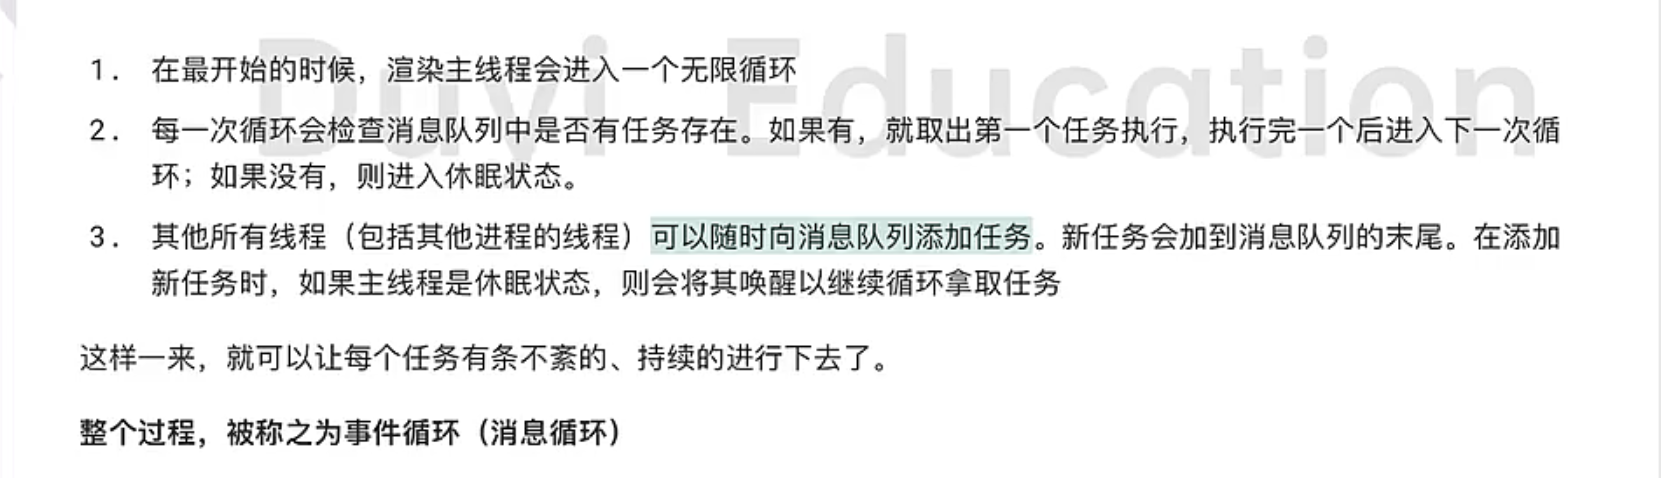 Duyi Education
1. 在最开始的时候，渲染主线程会进入一个无限循环
2. 每一次循环会检查消息队列中是否有任务存在。如果有，就取出第一个任务执行，执行完一个后进入下一次循
环；如果没有，则进入休眠状态。
3. 其他所有线程（包括其他进程的线程）可以随时向消息队列添加任务。新任务会加到消息队列的末尾。在添加
新任务时，如果主线程是休眠状态，则会将其唤醒以继续循环拿取任务
这样一来，就可以让每个任务有条不紊的、持续的进行下去了。
整个过程，被称之为事件循环（消息循环）